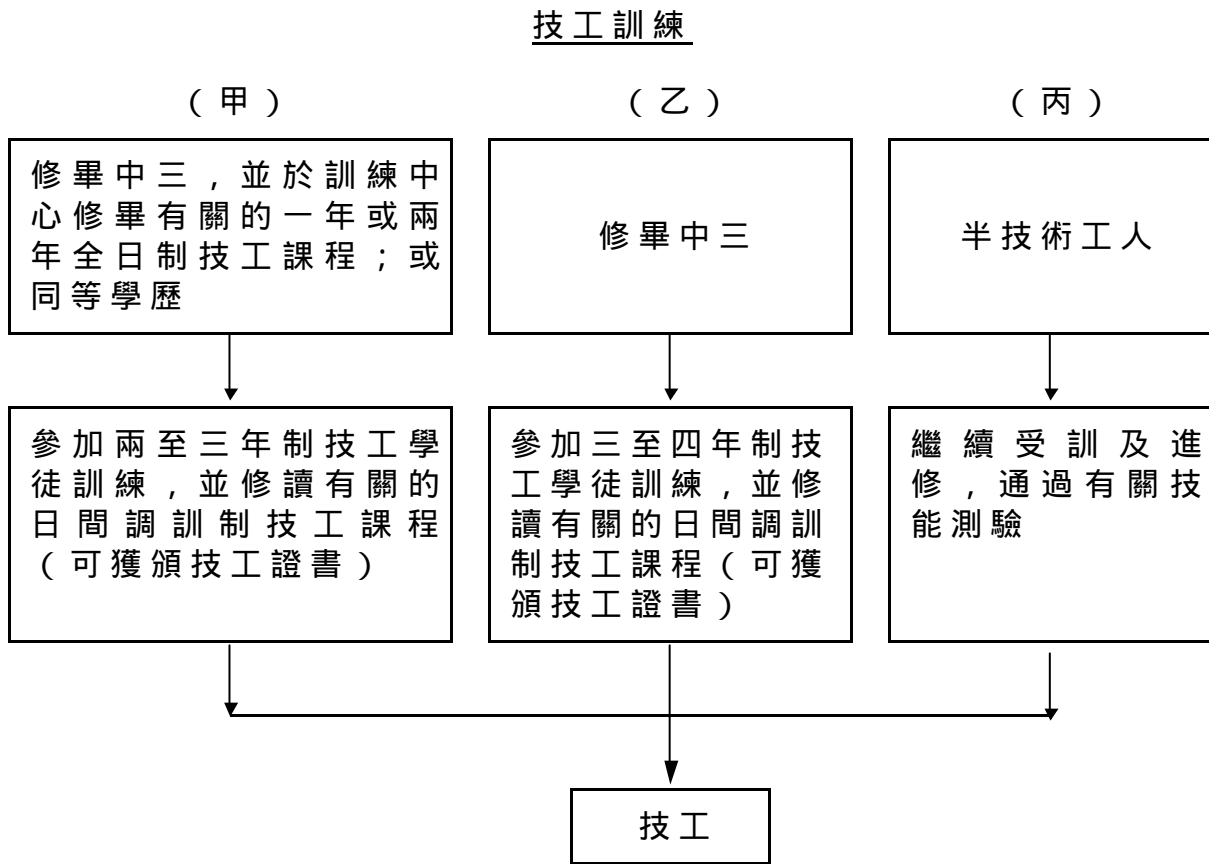 技工訓練
（甲）
（乙）
（丙）
修畢中三，並於訓練中
心修畢有關的一年或兩
年全日制技工課程；或
同等學歷
修畢中三
半技術工人
參加兩至三年制技工學
徒訓練，並修讀有關的
日間調訓制技工課程
（可獲頒技工證書）
參加三至四年制技
工學徒訓練，並修
讀有關的日間調訓
制技工課程（可獲
頒技工證書）
繼續受訓及進
修，通過有關技
能測驗
技工